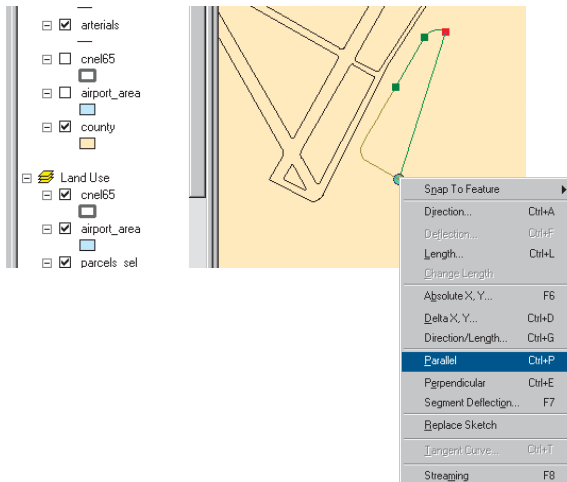 arterials
cnel65
airport_area
county
Land Use
cnel65
airport_area
parcels_sel
Snap To Feature
Direction... Ctrl+A
Deflection... Ctrl+F
Length... Ctrl+L
Change Length
Absolute X, Y... F6
Delta X, Y... Ctrl+D
Direction/Length... Ctrl+G
Parallel Ctrl+P
Perpendicular Ctrl+E
Segment Deflection... F7
Replace Sketch
Tangent Curve... Ctrl+T
Streaming F8